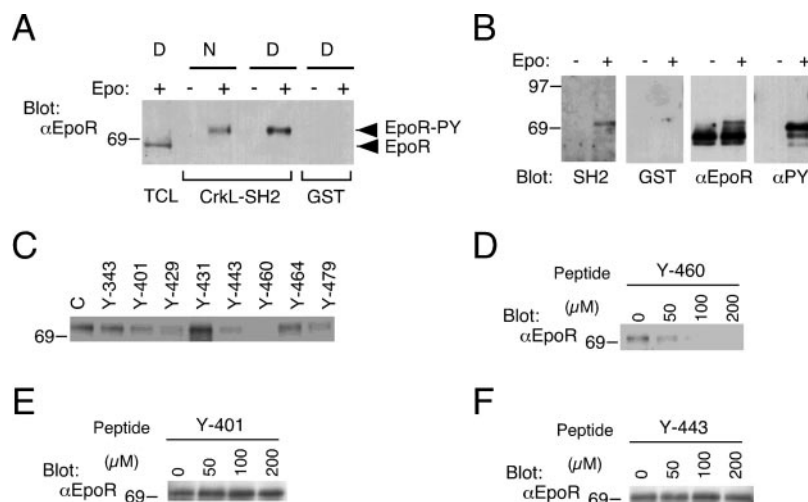 A
D N D D
Epo: + - + - + - +
Blot:
αEpoR
69
EpoR-PY
EpoR
TCL CrkL-SH2 GST
B
Epo: - + - + - + - +
97
69
Blot: SH2 GST αEpoR αPY
C
C Y-343 Y-401 Y-429 Y-431 Y-443 Y-460 Y-464 Y-479
69
D
Peptide Y-460
(μM) 0 50 100 200
Blot:
αEpoR
69
E
Peptide Y-401
(μM) 0 50 100 200
Blot:
αEpoR
69
F
Peptide Y-443
(μM) 0 50 100 200
Blot:
αEpoR
69